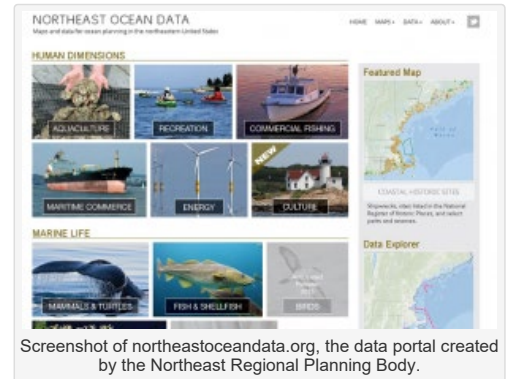 NORTHEAST OCEAN DATA
Maps and data for ocean planning in the northeastern United States
HOME MAPS DATA ABOUT
HUMAN DIMENSIONS
AQUACULTURE
RECREATION
COMMERCIAL FISHING
MARITIME COMMERCE
ENERGY
NEW
CULTURE
MARINE LIFE
MAMMALS & TURTLES
FISH & SHELLFISH
BIRDS
Featured Map
Gulf of
Maine
COASTAL HISTORIC SITES
Shipwrecks, sites listed in the National
Register of Historic Places, and select
parks and reserves.
Data Explorer
Screenshot of northeastoceandata.org, the data portal created
by the Northeast Regional Planning Body.